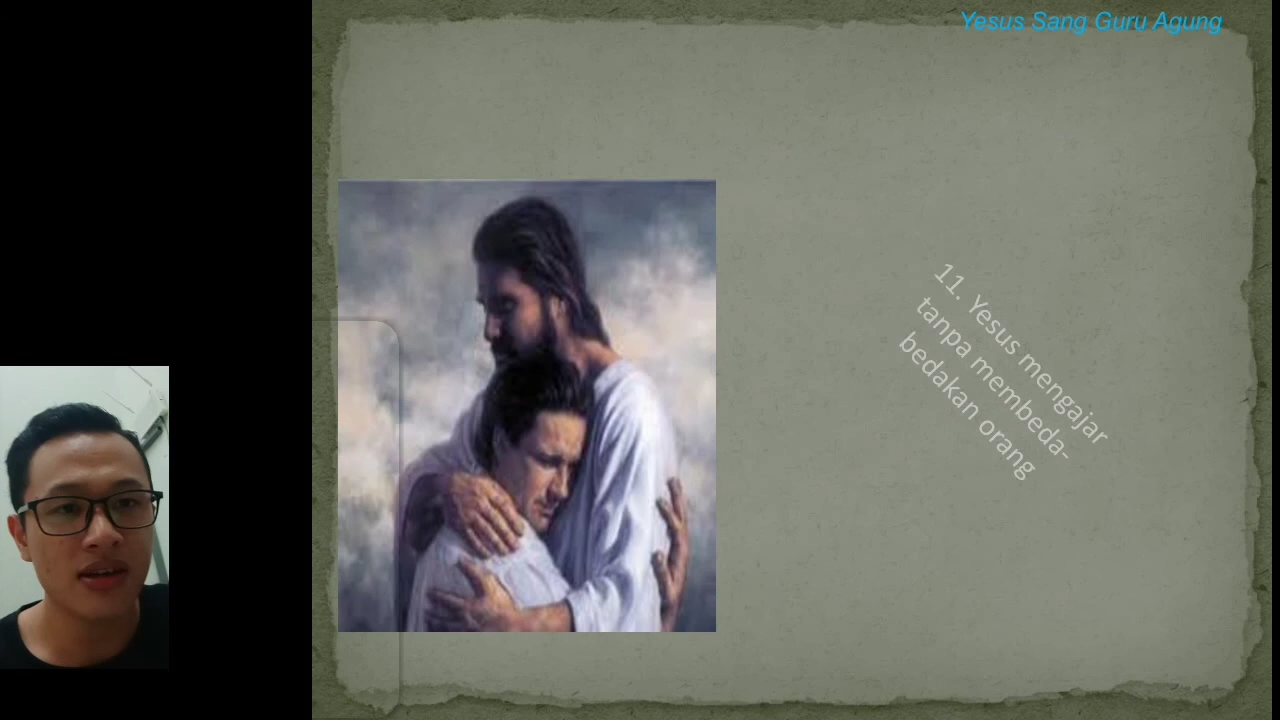 Yesus Sang Guru Agung
11. Yesus mengajar
tanpa membeda-
bedakan orang